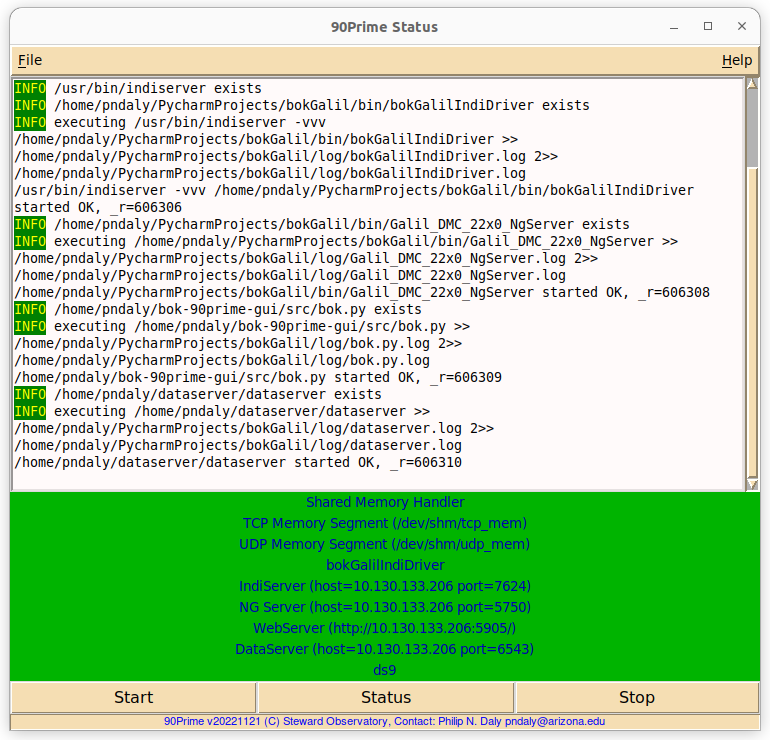 90Prime Status
File Help
INFO /usr/bin/indiserver exists
INFO /home/pndaly/PycharmProjects/bokGalil/bin/bokGalilIndiDriver exists
INFO executing /usr/bin/indiserver -vvv
/home/pndaly/PycharmProjects/bokGalil/bin/bokGalilIndiDriver >>
/home/pndaly/PycharmProjects/bokGalil/log/bokGalilIndiDriver.log 2>>
/home/pndaly/PycharmProjects/bokGalil/log/bokGalilIndiDriver.log
/usr/bin/indiserver -vvv /home/pndaly/PycharmProjects/bokGalil/bin/bokGalilIndiDriver
started OK, _r=606306
INFO /home/pndaly/PycharmProjects/bokGalil/bin/Galil_DMC_22x0_NgServer exists
INFO executing /home/pndaly/PycharmProjects/bokGalil/bin/Galil_DMC_22x0_NgServer >>
/home/pndaly/PycharmProjects/bokGalil/log/Galil_DMC_22x0_NgServer.log 2>>
/home/pndaly/PycharmProjects/bokGalil/log/Galil_DMC_22x0_NgServer.log
/home/pndaly/PycharmProjects/bokGalil/bin/Galil_DMC_22x0_NgServer started OK, _r=606308
INFO /home/pndaly/bok-90prime-gui/src/bok.py exists
INFO executing /home/pndaly/bok-90prime-gui/src/bok.py >>
/home/pndaly/PycharmProjects/bokGalil/log/bok.py.log 2>>
/home/pndaly/PycharmProjects/bokGalil/log/bok.py.log
/home/pndaly/bok-90prime-gui/src/bok.py started OK, _r=606309
INFO /home/pndaly/dataserver/dataserver exists
INFO executing /home/pndaly/dataserver/dataserver >>
/home/pndaly/PycharmProjects/bokGalil/log/dataserver.log 2>>
/home/pndaly/PycharmProjects/bokGalil/log/dataserver.log
/home/pndaly/dataserver/dataserver started OK, _r=606310
Shared Memory Handler
TCP Memory Segment (/dev/shm/tcp_mem)
UDP Memory Segment (/dev/shm/udp_mem)
bokGalilIndiDriver
IndiServer (host=10.130.133.206 port=7624)
NG Server (host=10.130.133.206 port=5750)
WebServer (http://10.130.133.206:5905/)
DataServer (host=10.130.133.206 port=6543)
ds9
Start Status Stop
90Prime v20221121 (C) Steward Observatory, Contact: Philip N. Daly pndaly@arizona.edu